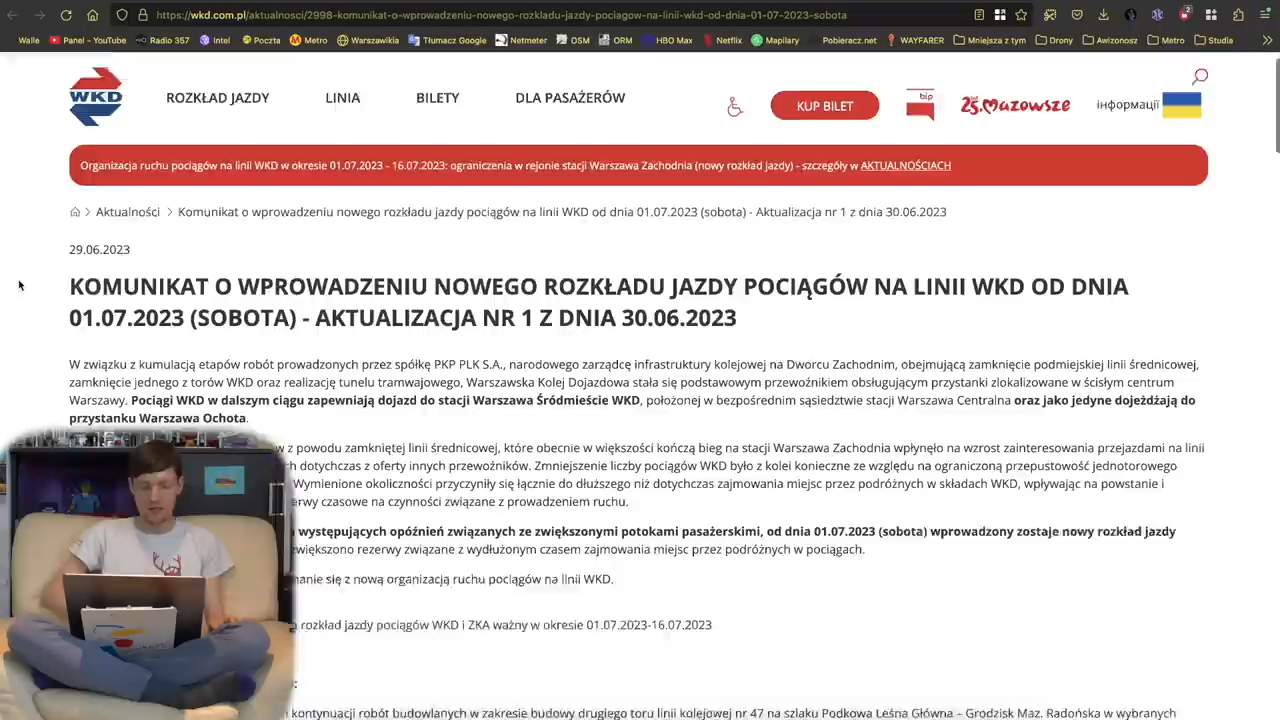 https://wkd.com.pl/aktualnosci/2998-komunikat-o-wprowadzeniu-nowego-rozkladu-jazdy-pociagow-na-linii-wkd-od-dnia-01-07-2023-sobota
2
Walle Panel - YouTube Radio 357 Intel Poczta Metro Warszawikia Tłumacz Google Netmeter OSM ORM HBO Max Netflix Mapilary Pobieracz.net WAYFARER Mniejsza z tym Drony Awizonosz Metro Studia
WKD
ROZKŁAD JAZDY LINIA BILETY DLA PASAŻERÓW
KUP BILET
bip
25 lat Mazowsze
інформації
Organizacja ruchu pociągów na linii WKD w okresie 01.07.2023 - 16.07.2023: ograniczenia w rejonie stacji Warszawa Zachodnia (nowy rozkład jazdy) - szczegóły w AKTUALNOŚCIACH
Aktualności Komunikat o wprowadzeniu nowego rozkładu jazdy pociągów na linii WKD od dnia 01.07.2023 (sobota) - Aktualizacja nr 1 z dnia 30.06.2023
29.06.2023
KOMUNIKAT O WPROWADZENIU NOWEGO ROZKŁADU JAZDY POCIĄGÓW NA LINII WKD OD DNIA
01.07.2023 (SOBOTA) - AKTUALIZACJA NR 1 Z DNIA 30.06.2023
W związku z kumulacją etapów robót prowadzonych przez spółkę PKP PLK S.A., narodowego zarządcę infrastruktury kolejowej na Dworcu Zachodnim, obejmującą zamknięcie podmiejskiej linii średnicowej,
zamknięcie jednego z torów WKD oraz realizację tunelu tramwajowego, Warszawska Kolej Dojazdowa stała się podstawowym przewoźnikiem obsługującym przystanki zlokalizowane w ścisłym centrum
Warszawy. Pociągi WKD w dalszym ciągu zapewniają dojazd do stacji Warszawa Śródmieście WKD, położonej w bezpośrednim sąsiedztwie stacji Warszawa Centralna oraz jako jedyne dojeżdżają do
przystanku Warszawa Ochota.
w z powodu zamkniętej linii średnicowej, które obecnie w większości kończą bieg na stacji Warszawa Zachodnia wpłynęło na wzrost zainteresowania przejazdami na linii
ch dotychczas z oferty innych przewoźników. Zmniejszenie liczby pociągów WKD było z kolei konieczne ze względu na ograniczoną przepustowość jednotorowego
Wymienione okoliczności przyczyniły się łącznie do dłuższego niż dotychczas zajmowania miejsc przez podróżnych w składach WKD, wpływając na powstanie i
erwy czasowe na czynności związane z prowadzeniem ruchu.
występujących opóźnień związanych ze zwiększonymi potokami pasażerskimi, od dnia 01.07.2023 (sobota) wprowadzony zostaje nowy rozkład jazdy
zwiększono rezerwy związane z wydłużonym czasem zajmowania miejsc przez podróżnych w pociągach.
nanie się z nową organizacją ruchu pociągów na linii WKD.
rozkład jazdy pociągów WKD i ZKA ważny w okresie 01.07.2023-16.07.2023
:
kontynuacji robót budowlanych w zakresie budowy drugiego toru linii kolejowej nr 47 na szlaku Podkowa Leśna Główna – Grodzisk Maz. Radońska w wybranych